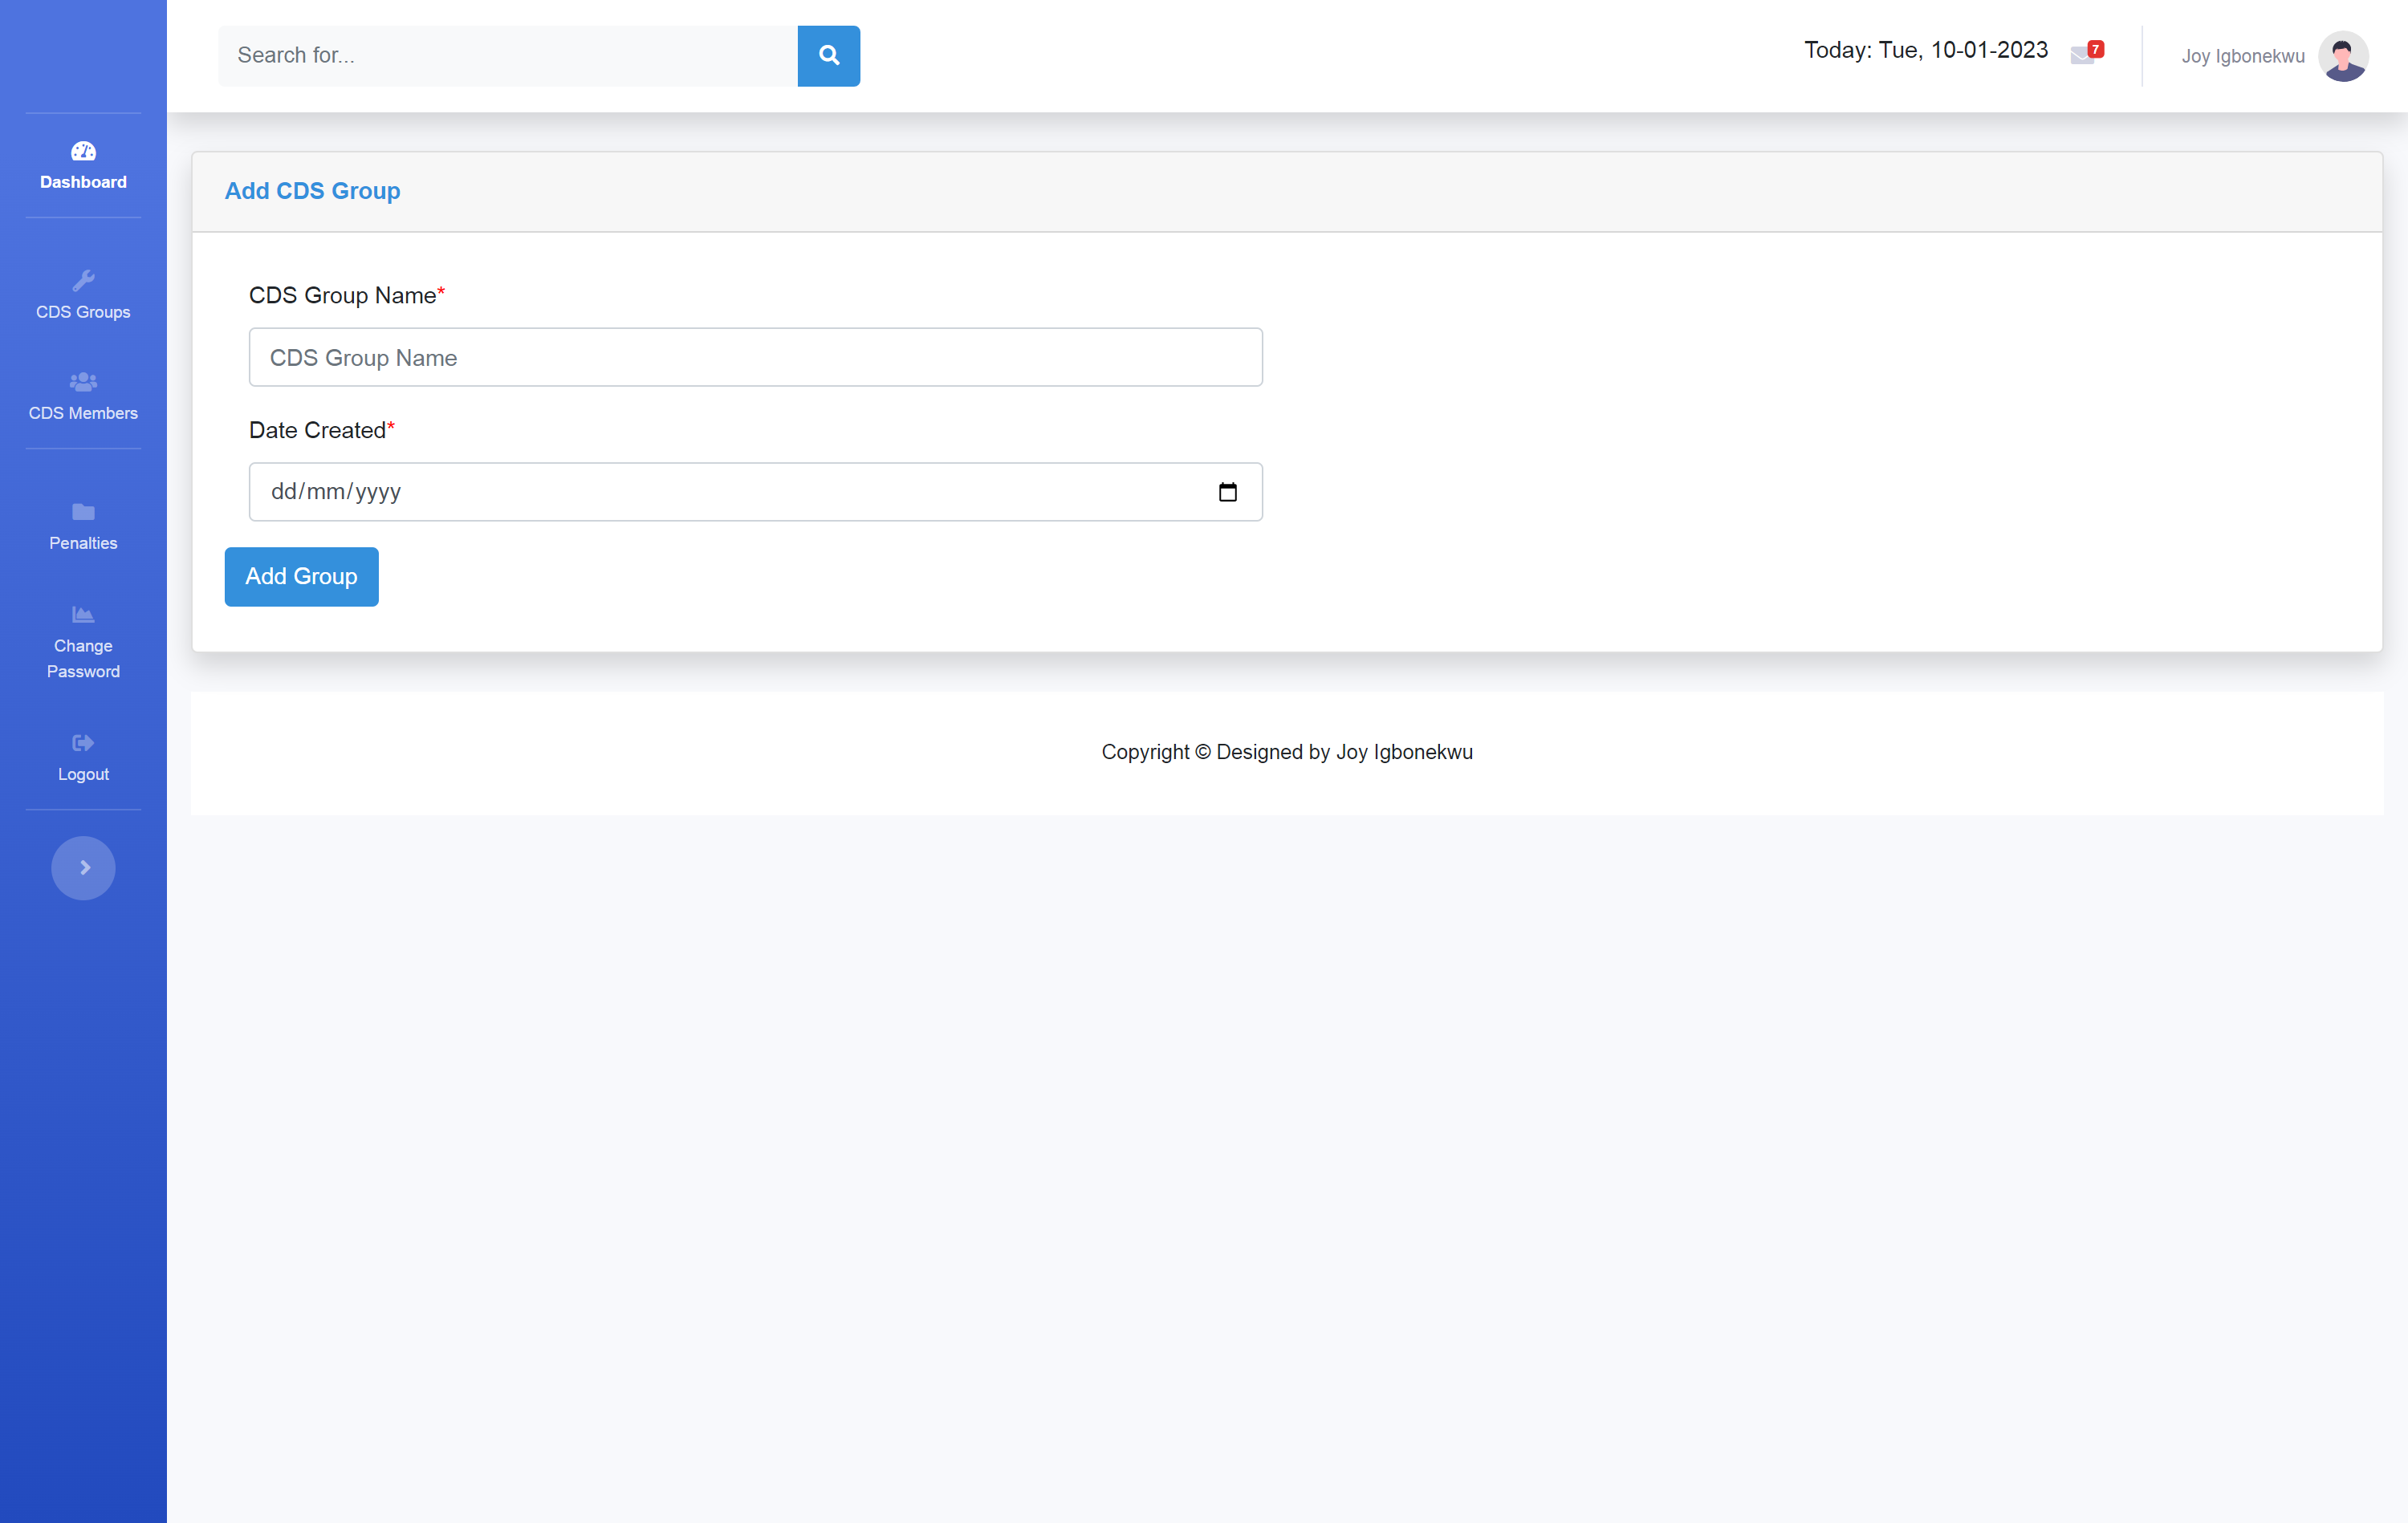 Search for...
Today: Tue, 10-01-2023
7
Joy Igbonekwu
Dashboard
CDS Groups
CDS Members
Penalties
Change
Password
Logout
Add CDS Group
CDS Group Name*
CDS Group Name
Date Created*
dd/mm/yyyy
Add Group
Copyright © Designed by Joy Igbonekwu